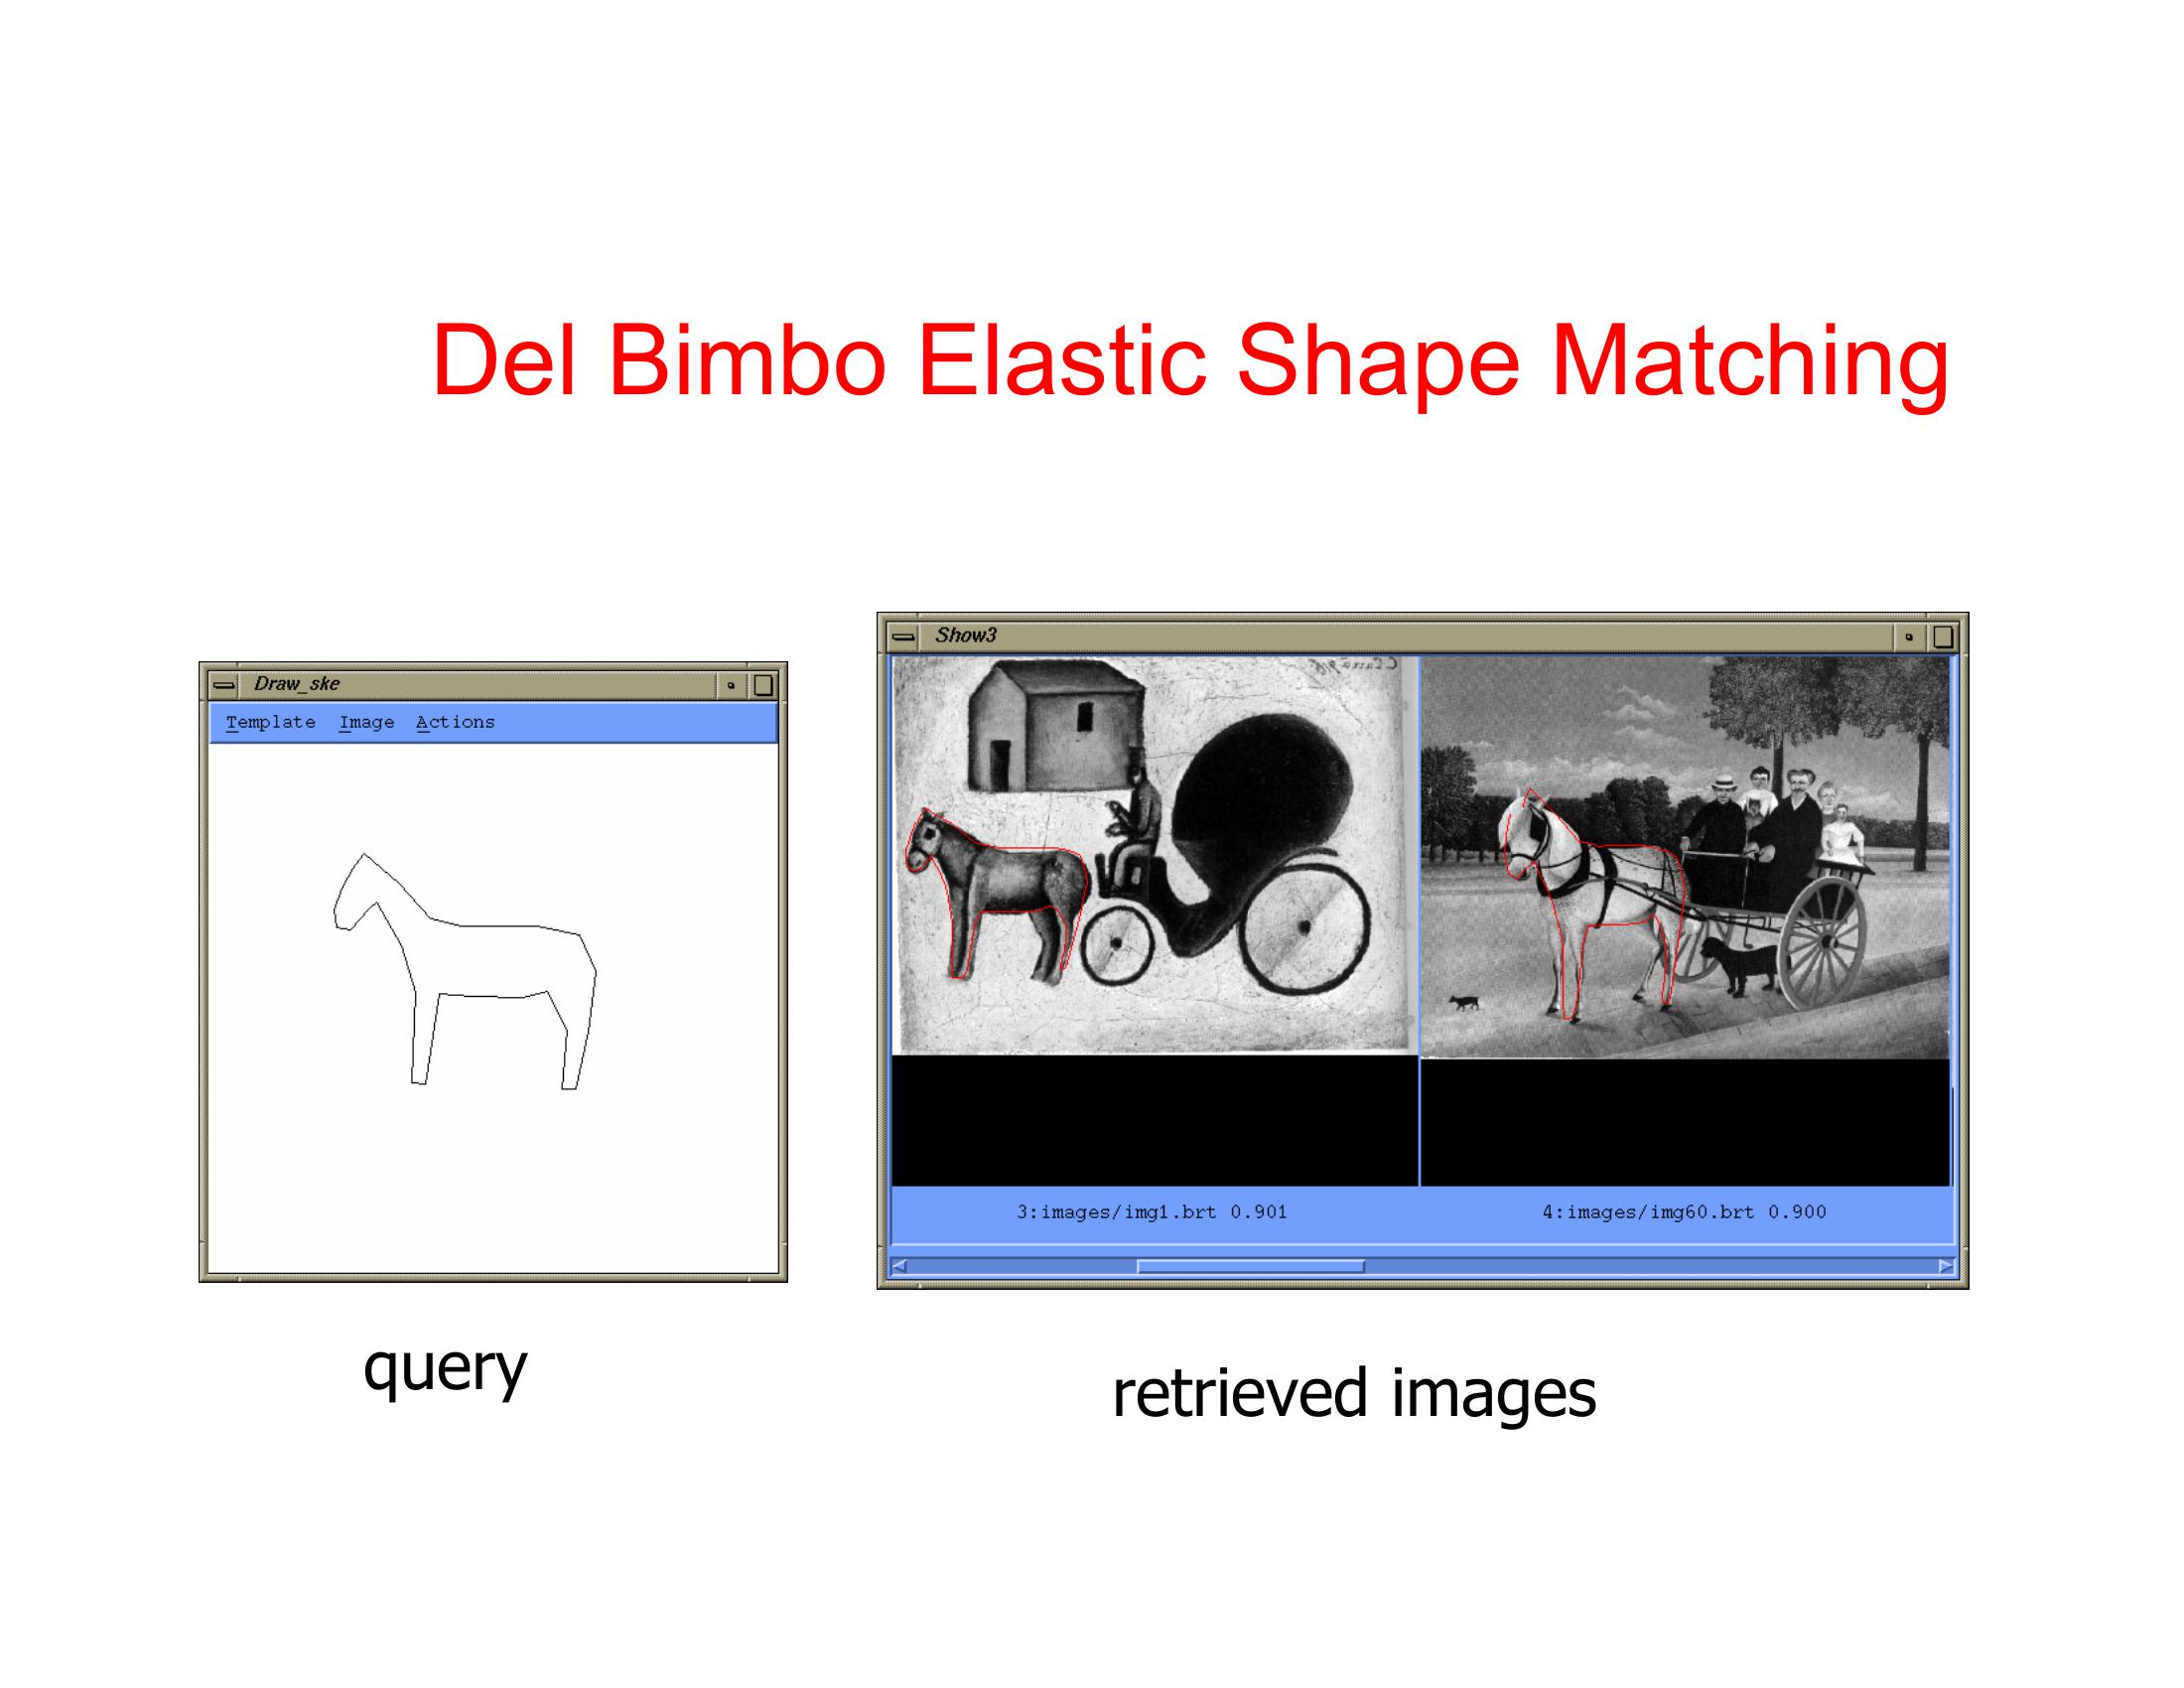 Del Bimbo Elastic Shape Matching
Show3
Draw_ske
Template Image Actions
3:images/img1.brt 0.901
4:images/img60.brt 0.900
query
retrieved images